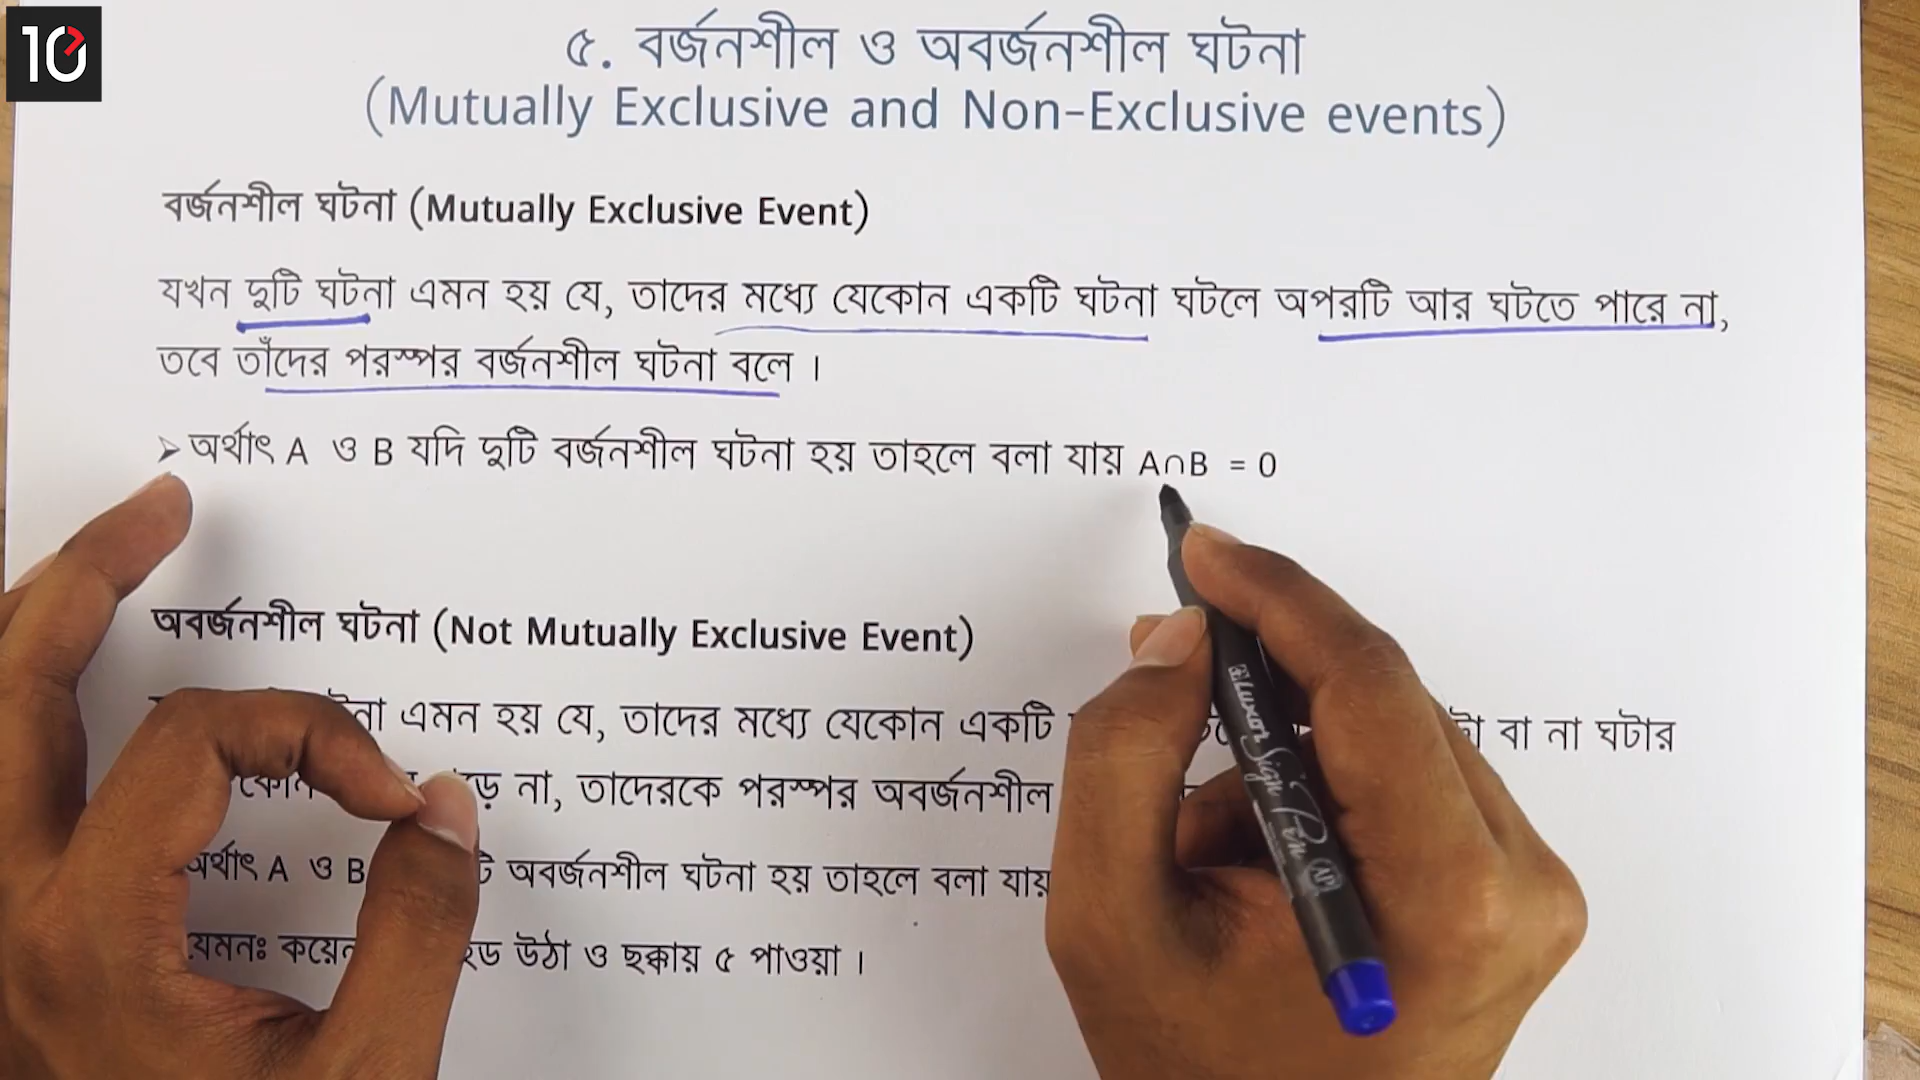 10
৫. বর্জনশীল ও অবর্জনশীল ঘটনা
(Mutually Exclusive and Non-Exclusive events)
বর্জনশীল ঘটনা (Mutually Exclusive Event)
যখন দুটি ঘটনা এমন হয় যে, তাদের মধ্যে যেকোন একটি ঘটনা ঘটলে অপরটি আর ঘটতে পারে না,
তবে তাঁদের পরস্পর বর্জনশীল ঘটনা বলে ।
➢ অর্থাৎ A ও B যদি দুটি বর্জনশীল ঘটনা হয় তাহলে বলা যায় A∩B = 0
অবর্জনশীল ঘটনা (Not Mutually Exclusive Event)
এমন হয় যে, তাদের মধ্যে যেকোন একটি বা না ঘটার
না, তাদেরকে পরস্পর অবর্জনশীল
অর্থাৎ A ও B অবর্জনশীল ঘটনা হয় তাহলে বলা যায়
যেমনঃ উঠা ও ছক্কায় ৫ পাওয়া ।
Luxor Sign Pen